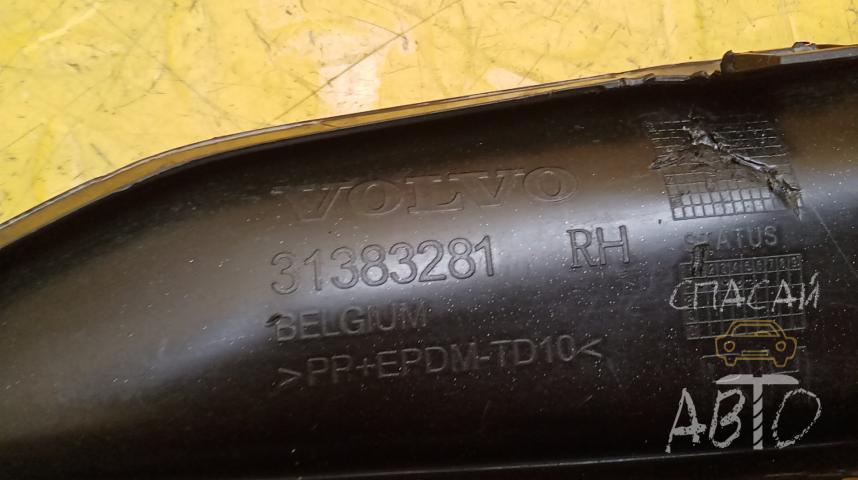 VOLVO
31383281 RH
STATUS
BELGIUM
>PP+EPDM-TD10<
СПАСАЙ
АВТО